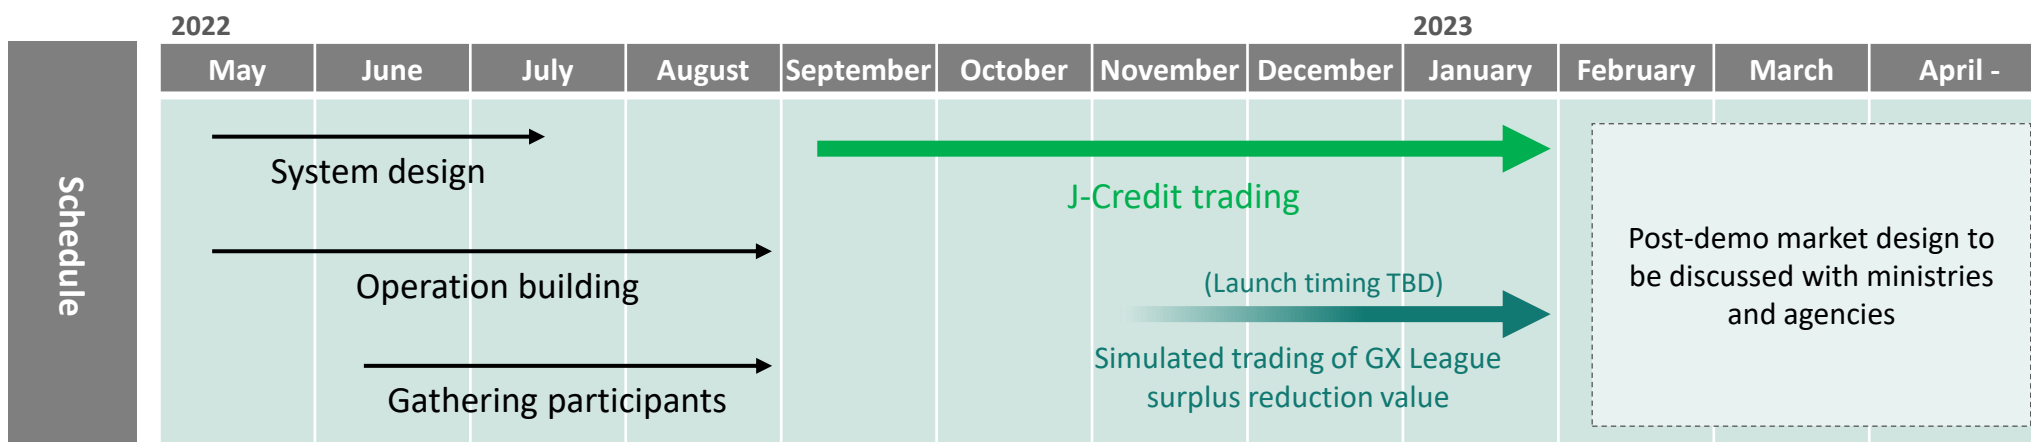 2022
2023
Schedule
May
June
July
August
September
October
November
December
January
February
March
April -
System design
J-Credit trading
Operation building
(Launch timing TBD)
Simulated trading of GX League
surplus reduction value
Gathering participants
Post-demo market design to
be discussed with ministries
and agencies